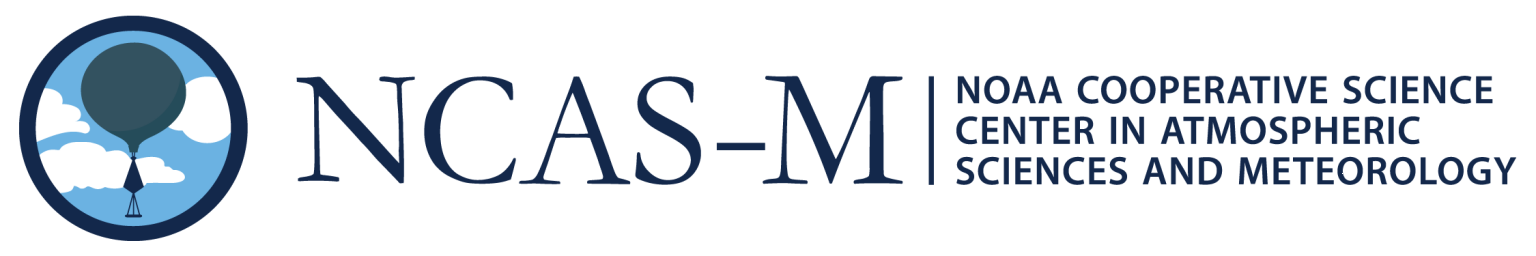 NCAS–M
NOAA COOPERATIVE SCIENCE
CENTER IN ATMOSPHERIC
SCIENCES AND METEOROLOGY